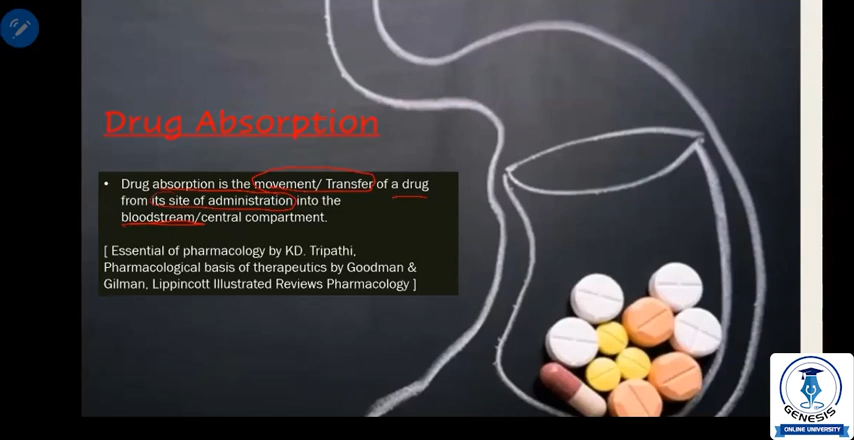 Drug Absorption
• Drug absorption is the movement/ Transfer of a drug
from its site of administration into the
bloodstream/central compartment.
[ Essential of pharmacology by KD. Tripathi,
Pharmacological basis of therapeutics by Goodman &
Gilman, Lippincott Illustrated Reviews Pharmacology ]
GENESIS
ONLINE UNIVERSITY